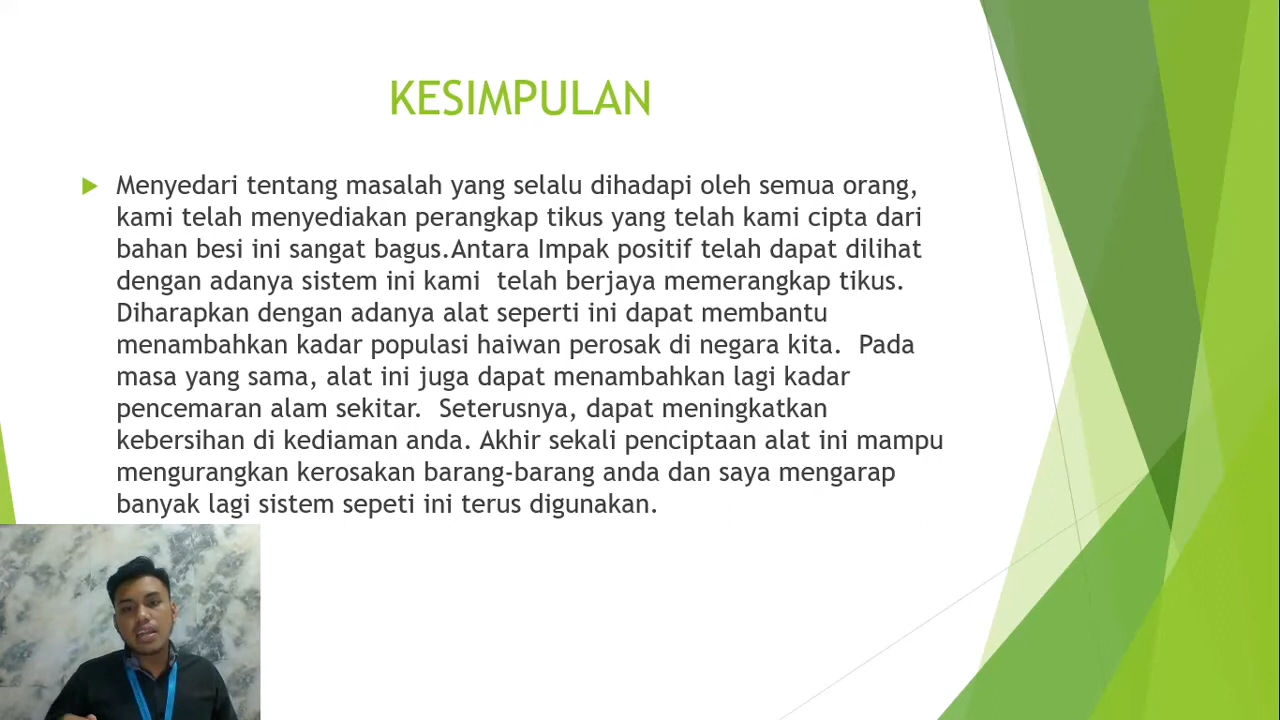 KESIMPULAN
Menyedari tentang masalah yang selalu dihadapi oleh semua orang,
kami telah menyediakan perangkap tikus yang telah kami cipta dari
bahan besi ini sangat bagus.Antara Impak positif telah dapat dilihat
dengan adanya sistem ini kami  telah berjaya memerangkap tikus.
Diharapkan dengan adanya alat seperti ini dapat membantu
menambahkan kadar populasi haiwan perosak di negara kita.  Pada
masa yang sama, alat ini juga dapat menambahkan lagi kadar
pencemaran alam sekitar.  Seterusnya, dapat meningkatkan
kebersihan di kediaman anda. Akhir sekali penciptaan alat ini mampu
mengurangkan kerosakan barang-barang anda dan saya mengarap
banyak lagi sistem sepeti ini terus digunakan.